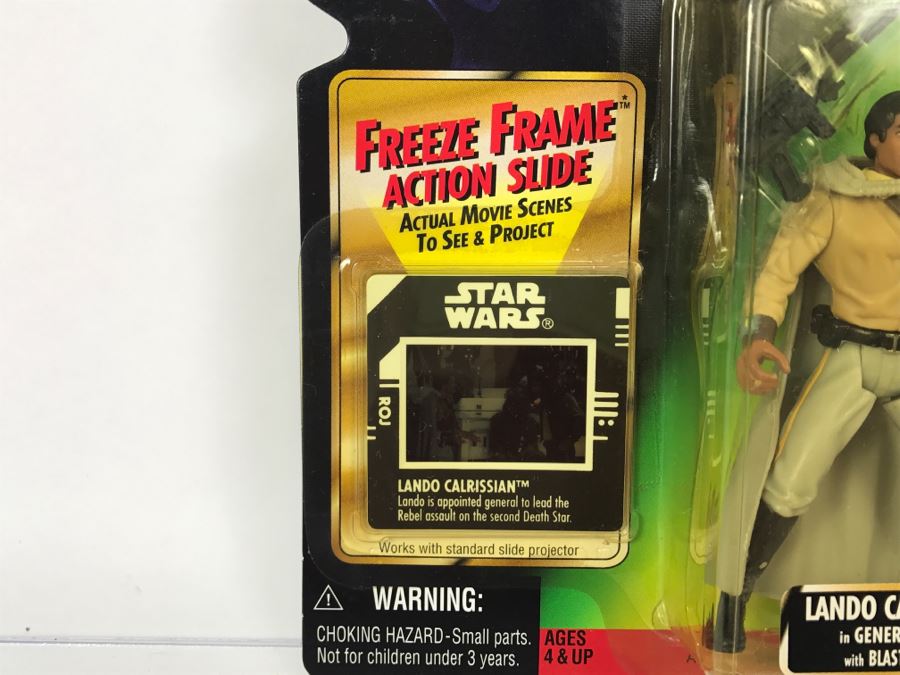 FREEZE FRAME™*
ACTION SLIDE
ACTUAL MOVIE SCENES
TO SEE & PROJECT
STAR
WARS®
ROJ
LANDO CALRISSIAN™
Lando is appointed general to lead the
Rebel assault on the second Death Star.
Works with standard slide projector
WARNING:
CHOKING HAZARD-Small parts.
Not for children under 3 years.
AGES
4 & UP
LANDO CA
in GENER
with BLAST